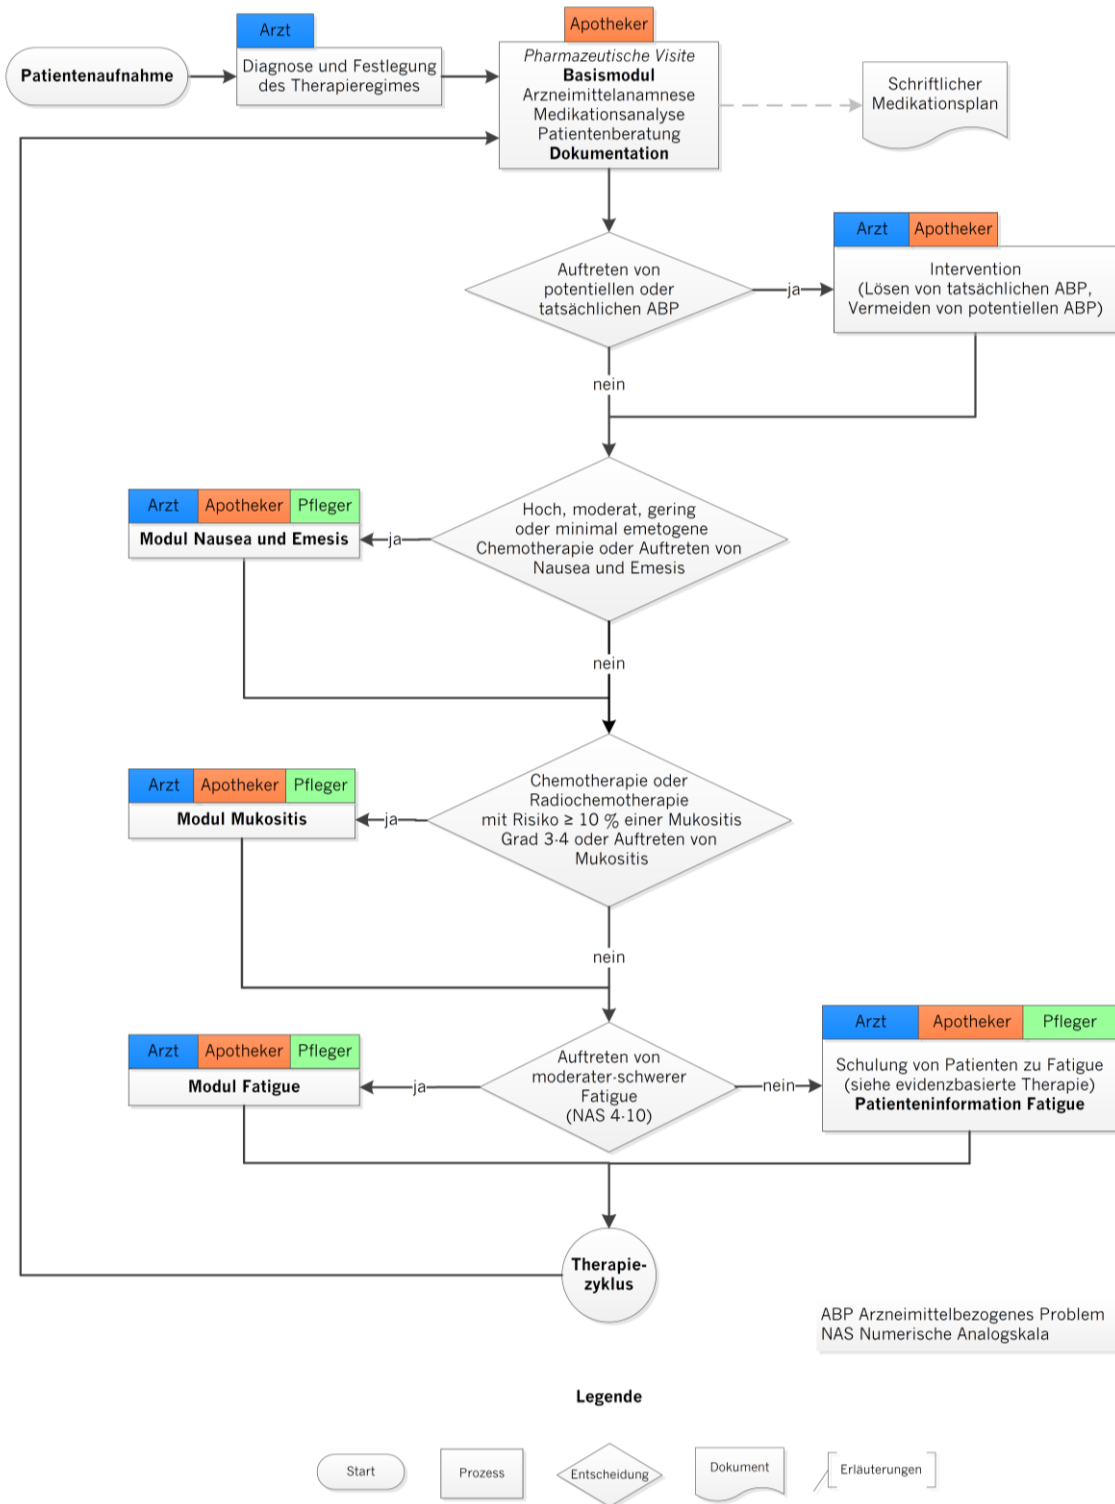 Patientenaufnahme
Arzt
Diagnose und Festlegung
des Therapieregimes
Apotheker
Pharmazeutische Visite
Basismodul
Arzneimittelanamnese
Medikationsanalyse
Patientenberatung
Dokumentation
Schriftlicher
Medikationsplan
Auftreten von
potentiellen oder
tatsächlichen ABP
ja
Arzt Apotheker
Intervention
(Lösen von tatsächlichen ABP,
Vermeiden von potentiellen ABP)
nein
Hoch, moderat, gering
oder minimal emetogene
Chemotherapie oder Auftreten von
Nausea und Emesis
ja
Arzt Apotheker Pfleger
Modul Nausea und Emesis
nein
Chemotherapie oder
Radiochemotherapie
mit Risiko ≥ 10 % einer Mukositis
Grad 3-4 oder Auftreten von
Mukositis
ja
Arzt Apotheker Pfleger
Modul Mukositis
nein
Auftreten von
moderater-schwerer
Fatigue
(NAS 4-10)
ja
Arzt Apotheker Pfleger
Modul Fatigue
nein
Arzt Apotheker Pfleger
Schulung von Patienten zu Fatigue
(siehe evidenzbasierte Therapie)
Patienteninformation Fatigue
Therapie-
zyklus
ABP Arzneimittelbezogenes Problem
NAS Numerische Analogskala
Legende
Start
Prozess
Entscheidung
Dokument
Erläuterungen